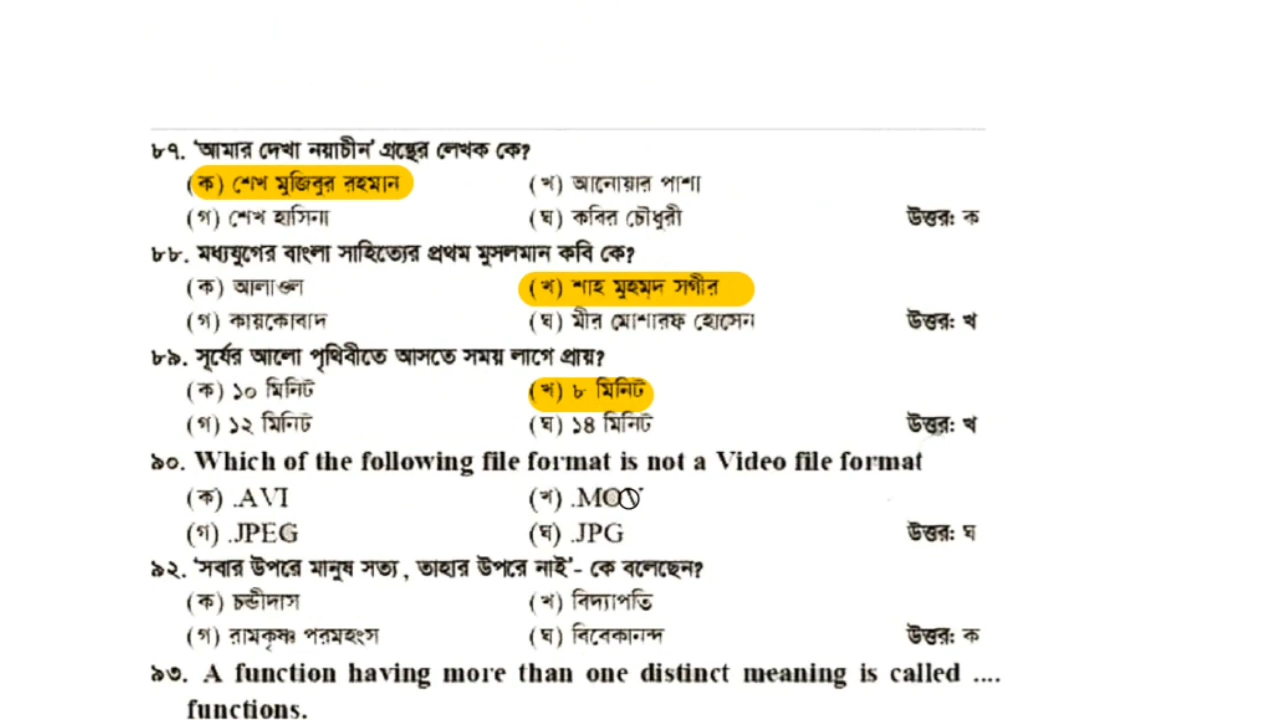 ৮৭. 'আমার দেখা নয়াচীন' গ্রন্থের লেখক কে?
(ক) শেখ মুজিবুর রহমান (খ) আনোয়ার পাশা
(গ) শেখ হাসিনা (ঘ) কবির চৌধুরী উত্তর: ক
৮৮. মধ্যযুগের বাংলা সাহিত্যের প্রথম মুসলমান কবি কে?
(ক) আলাওল (খ) শাহ মুহম্মদ সগীর
(গ) কায়কোবাদ (ঘ) মীর মোশারফ হোসেন উত্তর: খ
৮৯. সূর্যের আলো পৃথিবীতে আসতে সময় লাগে প্রায়?
(ক) ১০ মিনিট (খ) ৮ মিনিট
(গ) ১২ মিনিট (ঘ) ১৪ মিনিট উত্তর: খ
৯০. Which of the following file format is not a Video file format
(ক) .AVI (খ) .MOV
(গ) .JPEG (ঘ) .JPG উত্তর: ঘ
৯২. 'সবার উপরে মানুষ সত্য , তাহার উপরে নাই'- কে বলেছেন?
(ক) চন্ডীদাস (খ) বিদ্যাপতি
(গ) রামকৃষ্ণ পরমহংস (ঘ) বিবেকানন্দ উত্তর: ক
৯৩. A function having more than one distinct meaning is called ....
functions.